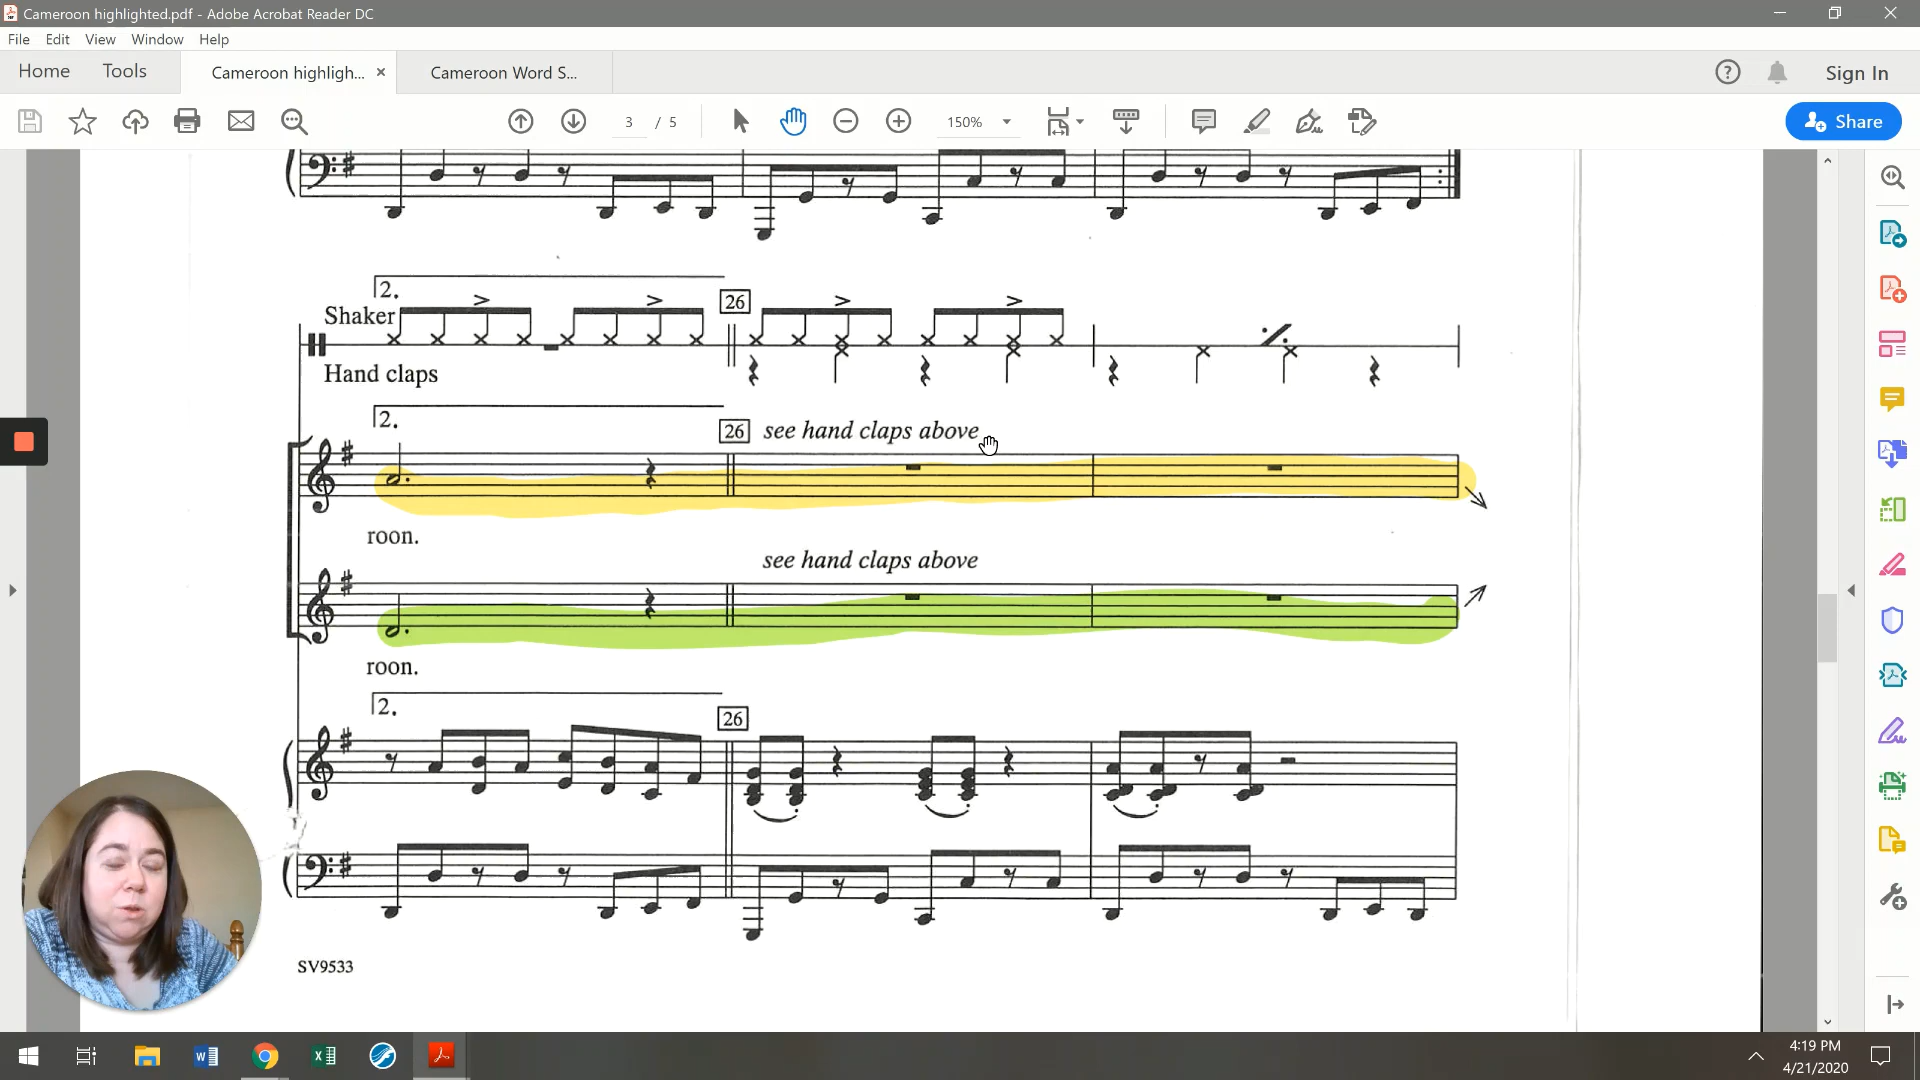 Cameroon highlighted.pdf - Adobe Acrobat Reader DC
File Edit View Window Help
Home Tools Cameroon highligh... × Cameroon Word S... Sign In
3 / 5 150% Share
2.
Shaker
26
Hand claps
2.
26 see hand claps above
roon.
see hand claps above
roon.
2.
26
SV9533
4:19 PM
4/21/2020